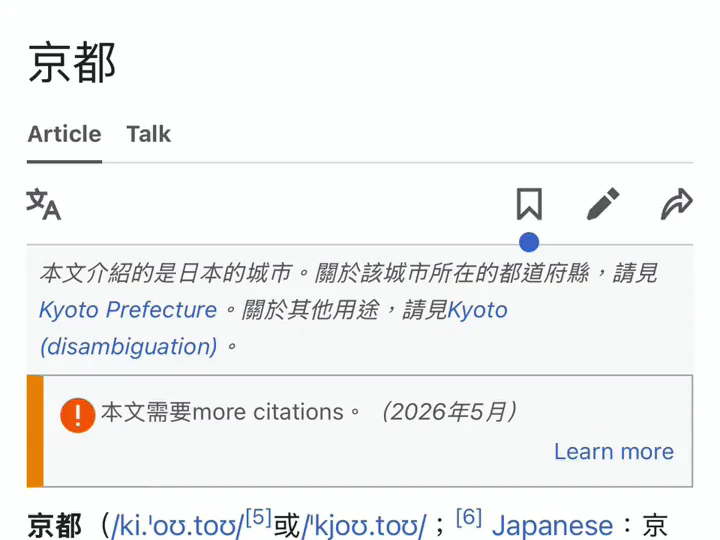 京都
Article Talk
文A
本文介紹的是日本的城市。關於該城市所在的都道府縣，請見
Kyoto Prefecture。關於其他用途，請見Kyoto
(disambiguation)。
本文需要more citations。（2026年5月）
Learn more
京都（/ki.ˈoʊ.toʊ/[5]或/ˈkjoʊ.toʊ/；[6] Japanese：京